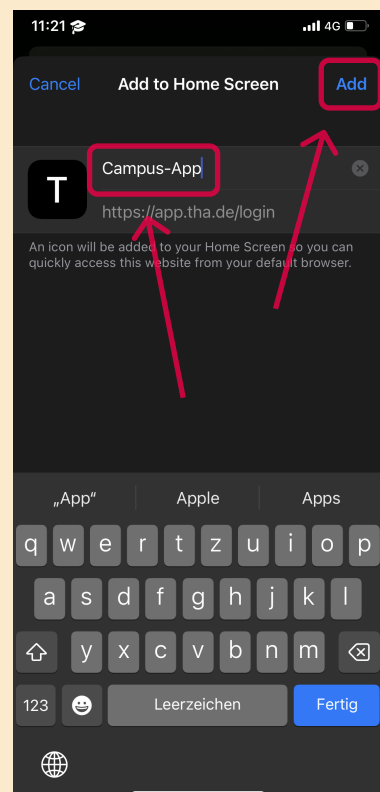 11:21
4G
Cancel
Add to Home Screen
Add
T
Campus-App
https://app.tha.de/login
An icon will be added to your Home Screen so you can
quickly access this website from your default browser.
„App“
Apple
Apps
q w e r t z u i o p
a s d f g h j k l
y x c v b n m
123
Leerzeichen
Fertig